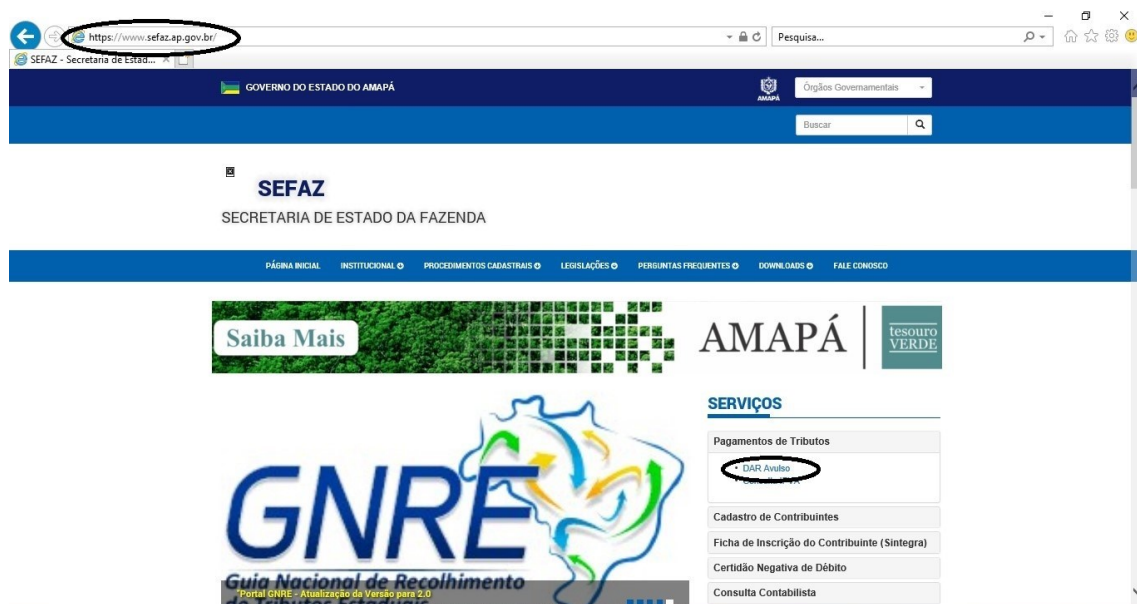 https://www.sefaz.ap.gov.br/
Pesquisa...
SEFAZ - Secretaria de Estad...
GOVERNO DO ESTADO DO AMAPÁ
AMAPÁ
Órgãos Governamentais
Buscar
SEFAZ
SECRETARIA DE ESTADO DA FAZENDA
PÁGINA INICIAL INSTITUCIONAL PROCEDIMENTOS CADASTRAIS LEGISLAÇÕES PERGUNTAS FREQUENTES DOWNLOADS FALE CONOSCO
Saiba Mais
AMAPÁ
tesouro
VERDE
GNRE
Guia Nacional de Recolhimento
de Tributos Estaduais
"Portal GNRE - Atualização da Versão para 2.0
SERVIÇOS
Pagamentos de Tributos
• DAR Avulso
Cadastro de Contribuintes
Ficha de Inscrição do Contribuinte (Sintegra)
Certidão Negativa de Débito
Consulta Contabilista